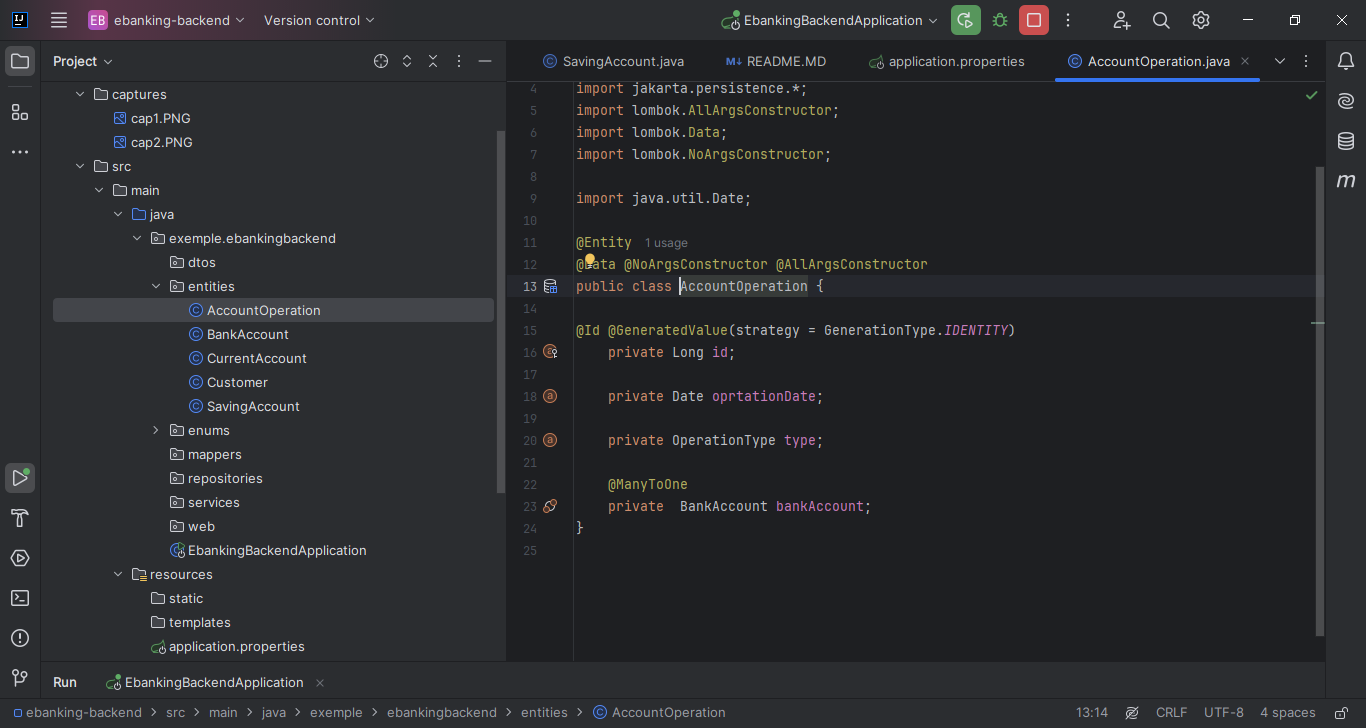 EB ebanking-backend Version control EbankingBackendApplication
Project
SavingAccount.java README.MD application.properties AccountOperation.java
captures
cap1.PNG
cap2.PNG
src
main
java
exemple.ebankingbackend
dtos
entities
AccountOperation
BankAccount
CurrentAccount
Customer
SavingAccount
enums
mappers
repositories
services
web
EbankingBackendApplication
resources
static
templates
application.properties
4 import jakarta.persistence.*;
5 import lombok.AllArgsConstructor;
6 import lombok.Data;
7 import lombok.NoArgsConstructor;
8
9 import java.util.Date;
10
11 @Entity 1 usage
12 @Data @NoArgsConstructor @AllArgsConstructor
13 public class AccountOperation {
14
15 @Id @GeneratedValue(strategy = GenerationType.IDENTITY)
16 private Long id;
17
18 private Date oprtationDate;
19
20 private OperationType type;
21
22 @ManyToOne
23 private  BankAccount bankAccount;
24 }
25
Run EbankingBackendApplication
ebanking-backend > src > main > java > exemple > ebankingbackend > entities > AccountOperation 13:14 CRLF UTF-8 4 spaces